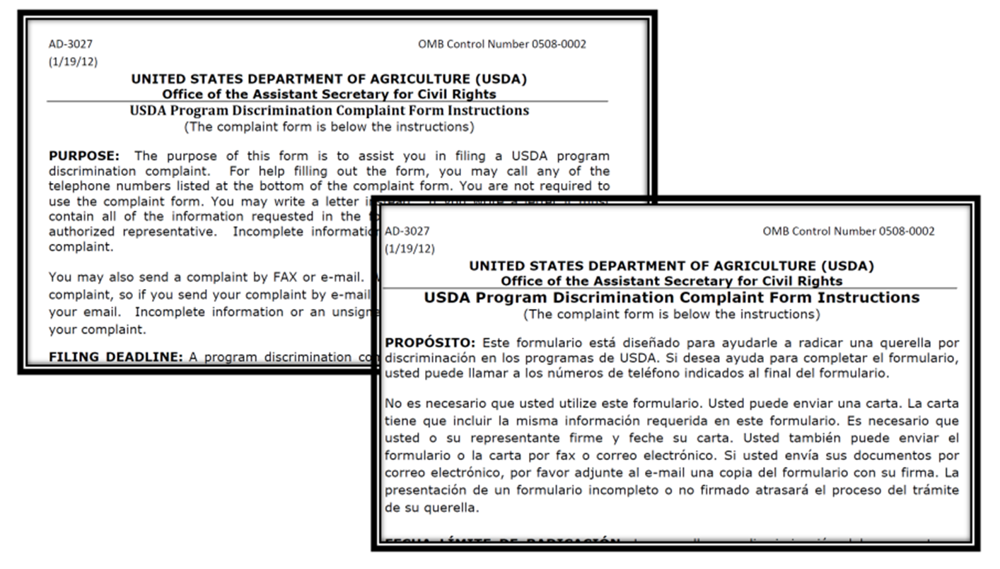 AD-3027 OMB Control Number 0508-0002
(1/19/12)
UNITED STATES DEPARTMENT OF AGRICULTURE (USDA)
Office of the Assistant Secretary for Civil Rights
USDA Program Discrimination Complaint Form Instructions
(The complaint form is below the instructions)
PURPOSE: The purpose of this form is to assist you in filing a USDA program
discrimination complaint. For help filling out the form, you may call any of the
telephone numbers listed at the bottom of the complaint form. You are not required to
use the complaint form. You may write a letter
contain all of the information requested in the
authorized representative. Incomplete
complaint.
You may also send a complaint by FAX or e-mail.
complaint, so if you send your complaint by e-mail
your email. Incomplete information or an
your complaint.
FILING DEADLINE: A program discrimination
AD-3027 OMB Control Number 0508-0002
(1/19/12)
UNITED STATES DEPARTMENT OF AGRICULTURE (USDA)
Office of the Assistant Secretary for Civil Rights
USDA Program Discrimination Complaint Form Instructions
(The complaint form is below the instructions)
PROPÓSITO: Este formulario está diseñado para ayudarle a radicar una querella por
discriminación en los programas de USDA. Si desea ayuda para completar el formulario,
usted puede llamar a los números de teléfono indicados al final del formulario.
No es necesario que usted utilize este formulario. Usted puede enviar una carta. La carta
tiene que incluir la misma información requerida en este formulario. Es necesario que
usted o su representante firme y feche su carta. Usted también puede enviar el
formulario o la carta por fax o correo electrónico. Si usted envía sus documentos por
correo electrónico, por favor adjunte al e-mail una copia del formulario con su firma. La
presentación de un formulario incompleto o no firmado atrasará el proceso del trámite
de su querella.
FECHA LÍMITE DE RADICACIÓN